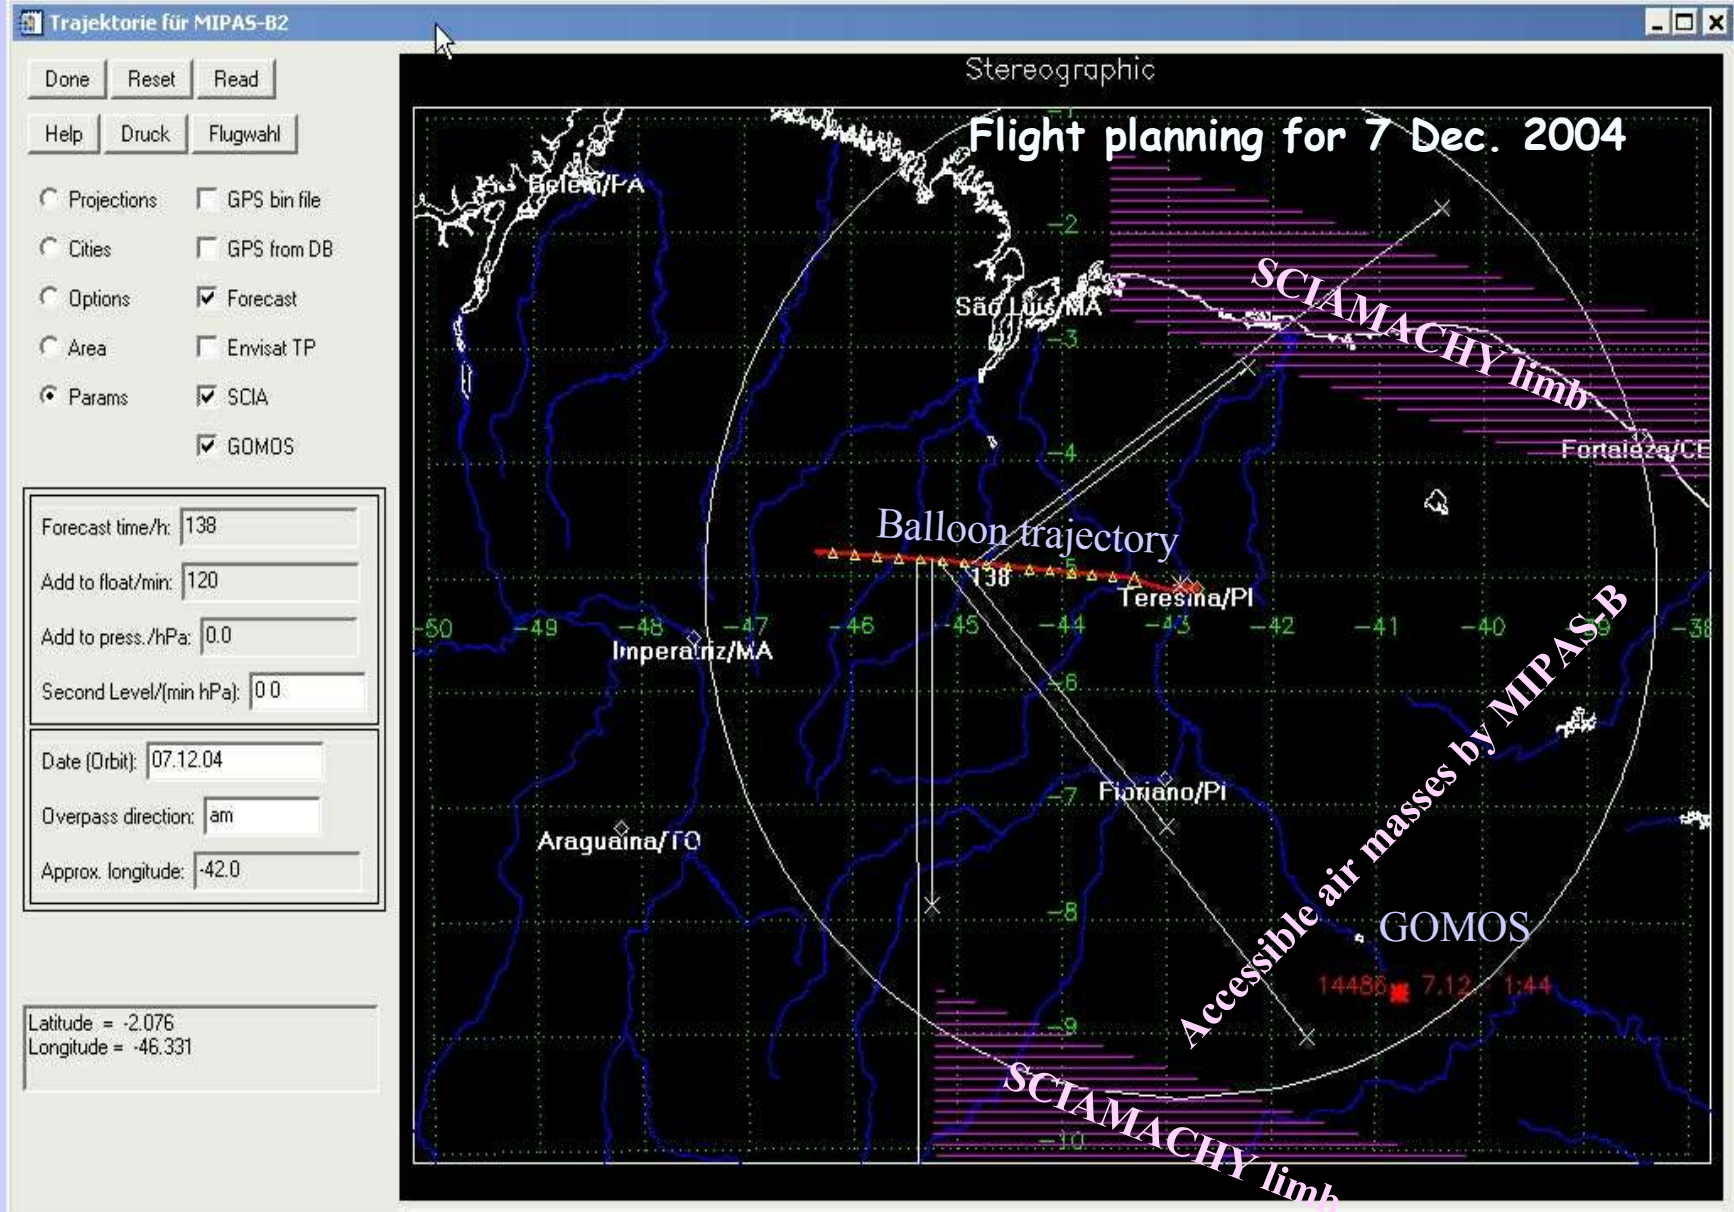 Trajektorie für MIPAS-B2
Done Reset Read
Help Druck Flugwahl
Projections GPS bin file
Cities GPS from DB
Options Forecast
Area Envisat TP
Params SCIA
GOMOS
Forecast time/h: 138
Add to float/min: 120
Add to press./hPa: 0.0
Second Level/(min hPa): 0 0
Date (Orbit): 07.12.04
Overpass direction: am
Approx. longitude: -42.0
Latitude = -2.076
Longitude = -46.331
Stereographic
Flight planning for 7 Dec. 2004
-1
Belém/PA
-2
SCIAMACHY limb
São Luís/MA
-3
-4
Fortaleza/CE
Balloon trajectory
138
-5
Teresina/PI
-50 -49 -48 -47 -46 -45 -44 -43 -42 -41 -40 -39 -38
Imperatriz/MA
-6
Accessible air masses by MIPAS-B
Floriano/PI
-7
Araguaina/TO
-8
GOMOS
14486 7.12. 1:44
-9
SCIAMACHY limb
-10